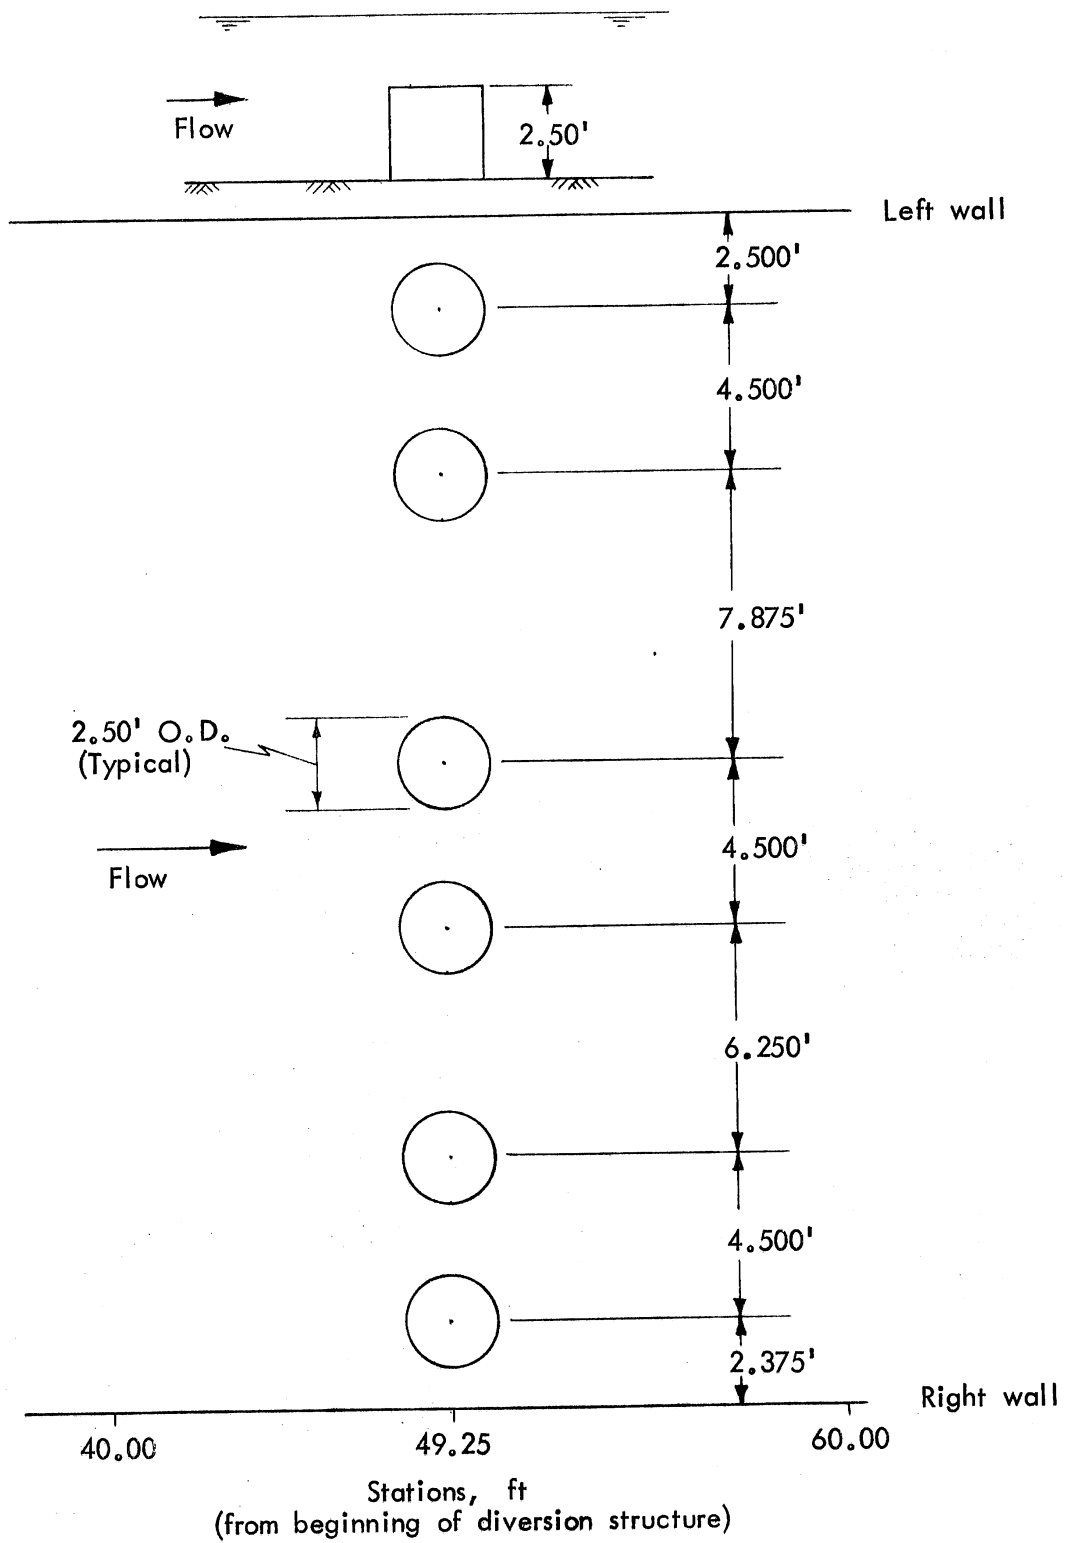 Flow
2.50'
Left wall
2.500'
4.500'
7.875'
2.50' O.D.
(Typical)
4.500'
Flow
6.250'
4.500'
2.375'
Right wall
40.00
49.25
60.00
Stations, ft
(from beginning of diversion structure)